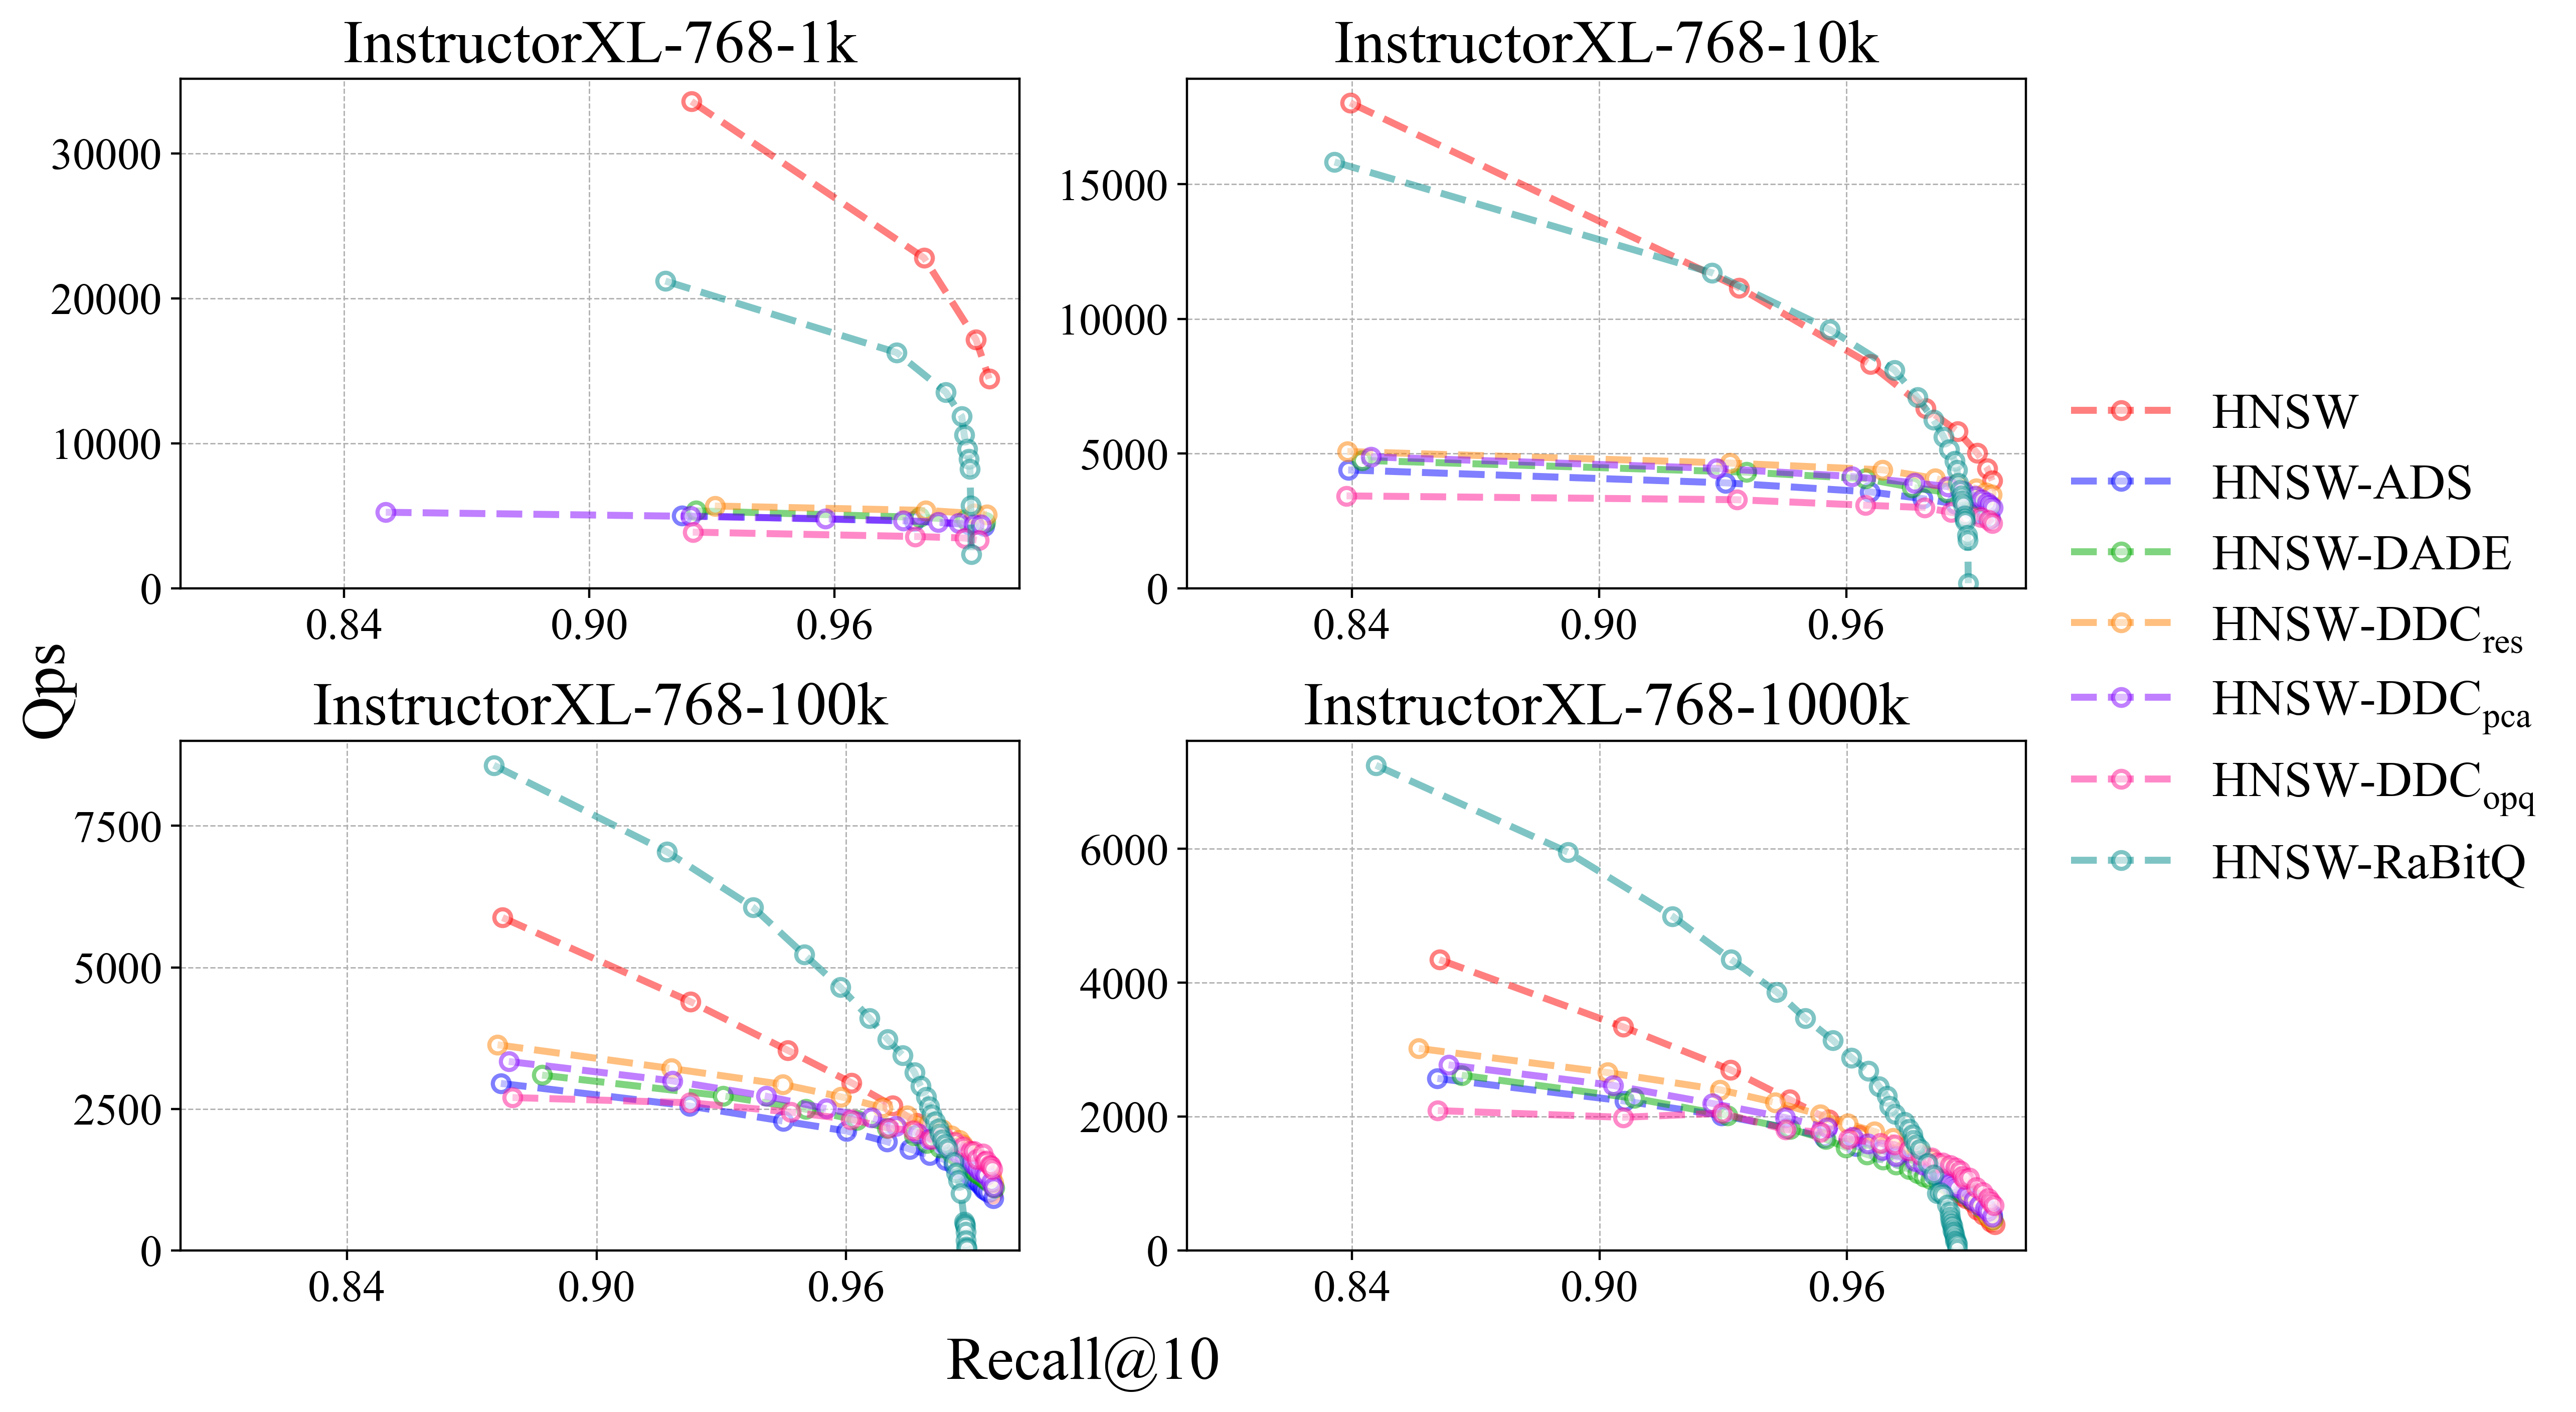 InstructorXL-768-1k
30000
20000
10000
0
0.84 0.90 0.96
InstructorXL-768-10k
15000
10000
5000
0
0.84 0.90 0.96
Qps
InstructorXL-768-100k
7500
5000
2500
0
0.84 0.90 0.96
InstructorXL-768-1000k
6000
4000
2000
0
0.84 0.90 0.96
Recall@10
HNSW
HNSW-ADS
HNSW-DADE
HNSW-DDCres
HNSW-DDCpca
HNSW-DDCopq
HNSW-RaBitQ